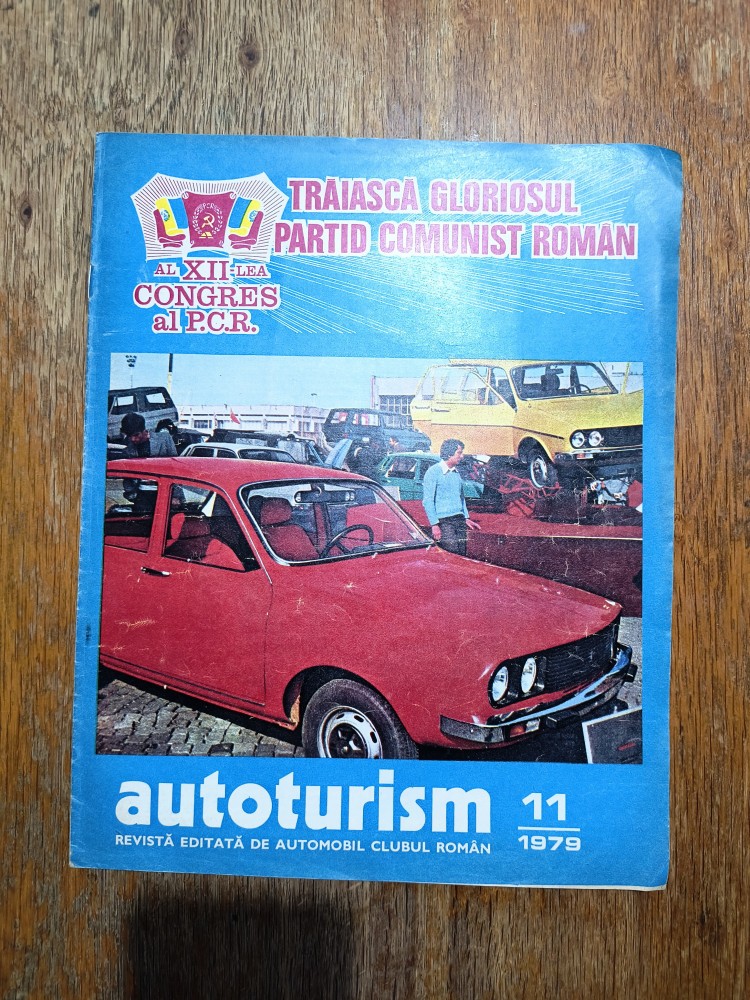 TRĂIASCĂ GLORIOSUL
PARTID COMUNIST ROMÂN
AL XII-LEA
CONGRES
al P.C.R.
autoturism
11
1979
REVISTĂ EDITATĂ DE AUTOMOBIL CLUBUL ROMÂN